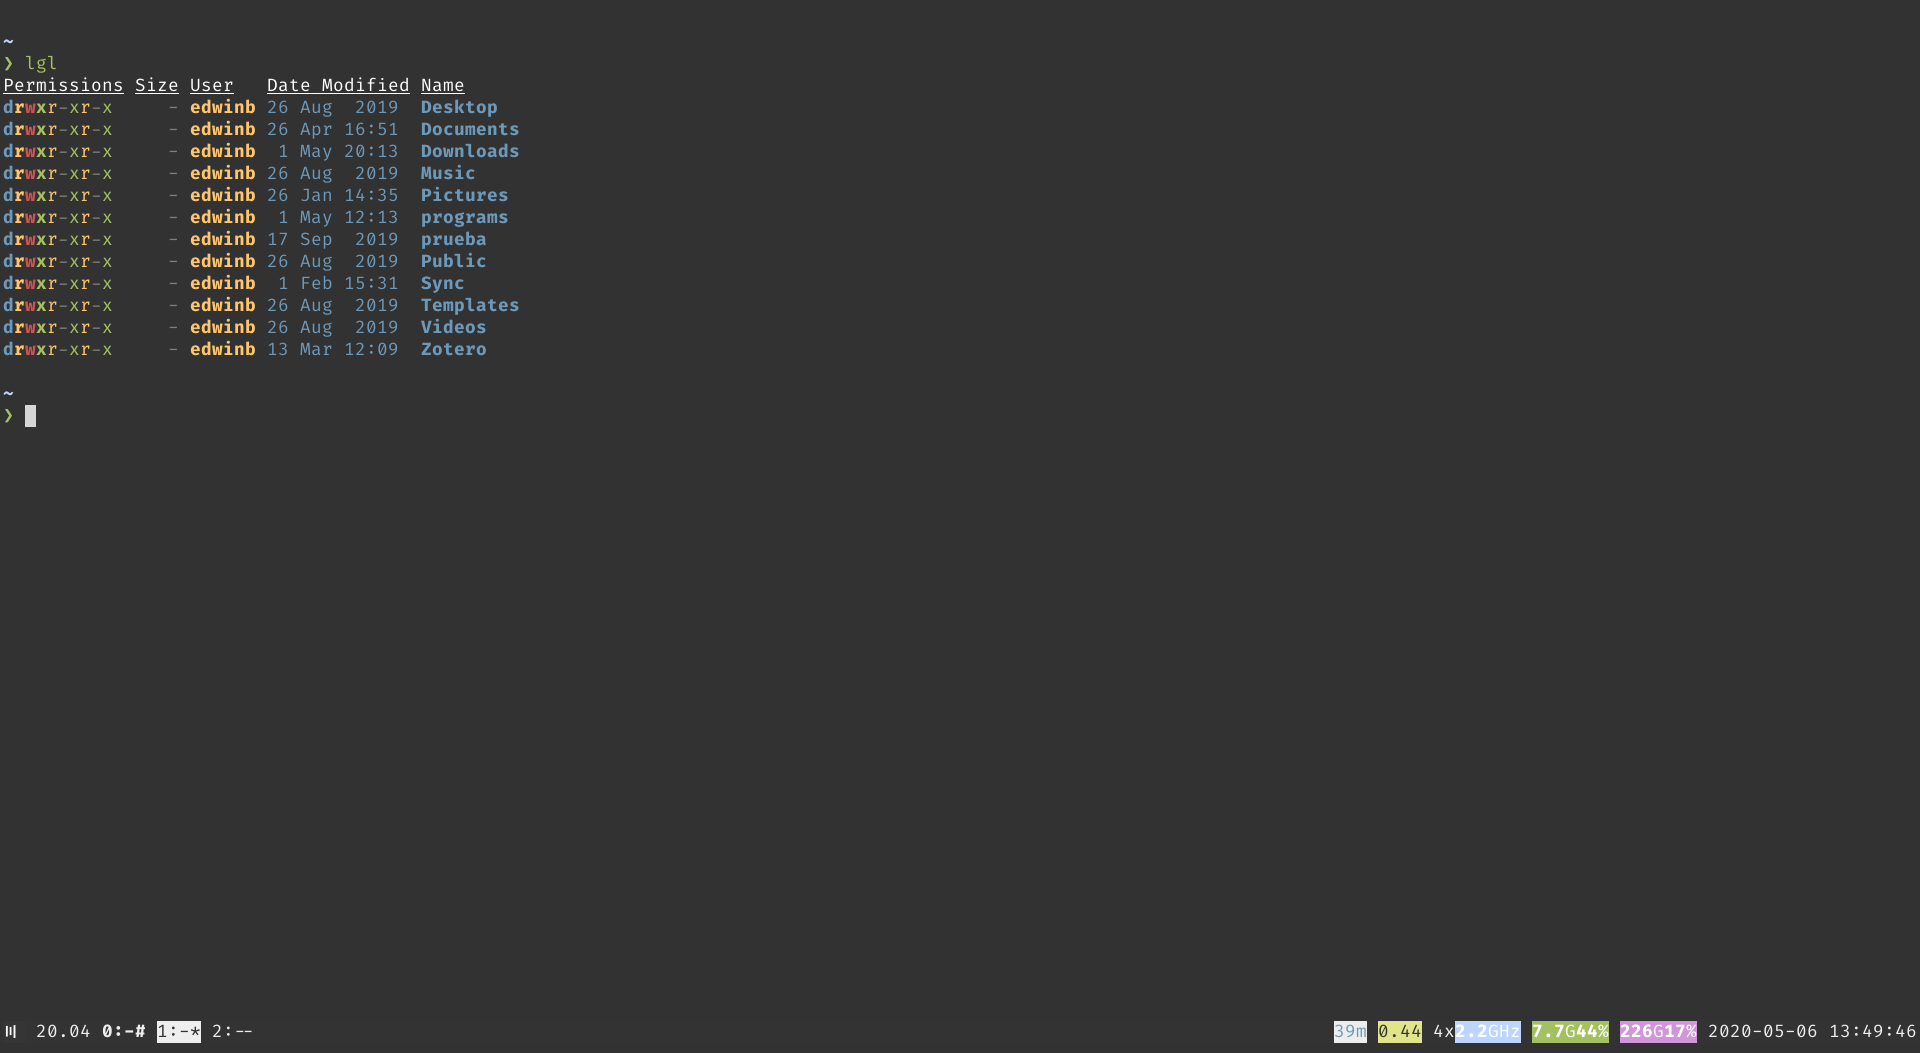 ~
❯ lgl
Permissions Size User   Date Modified Name
drwxr-xr-x     - edwinb 26 Aug  2019  Desktop
drwxr-xr-x     - edwinb 26 Apr 16:51  Documents
drwxr-xr-x     - edwinb  1 May 20:13  Downloads
drwxr-xr-x     - edwinb 26 Aug  2019  Music
drwxr-xr-x     - edwinb 26 Jan 14:35  Pictures
drwxr-xr-x     - edwinb  1 May 12:13  programs
drwxr-xr-x     - edwinb 17 Sep  2019  prueba
drwxr-xr-x     - edwinb 26 Aug  2019  Public
drwxr-xr-x     - edwinb  1 Feb 15:31  Sync
drwxr-xr-x     - edwinb 26 Aug  2019  Templates
drwxr-xr-x     - edwinb 26 Aug  2019  Videos
drwxr-xr-x     - edwinb 13 Mar 12:09  Zotero
~
❯
20.04 0:-# 1:-* 2:-- 39m 0.44 4x2.2GHz 7.7G44% 226G17% 2020-05-06 13:49:46